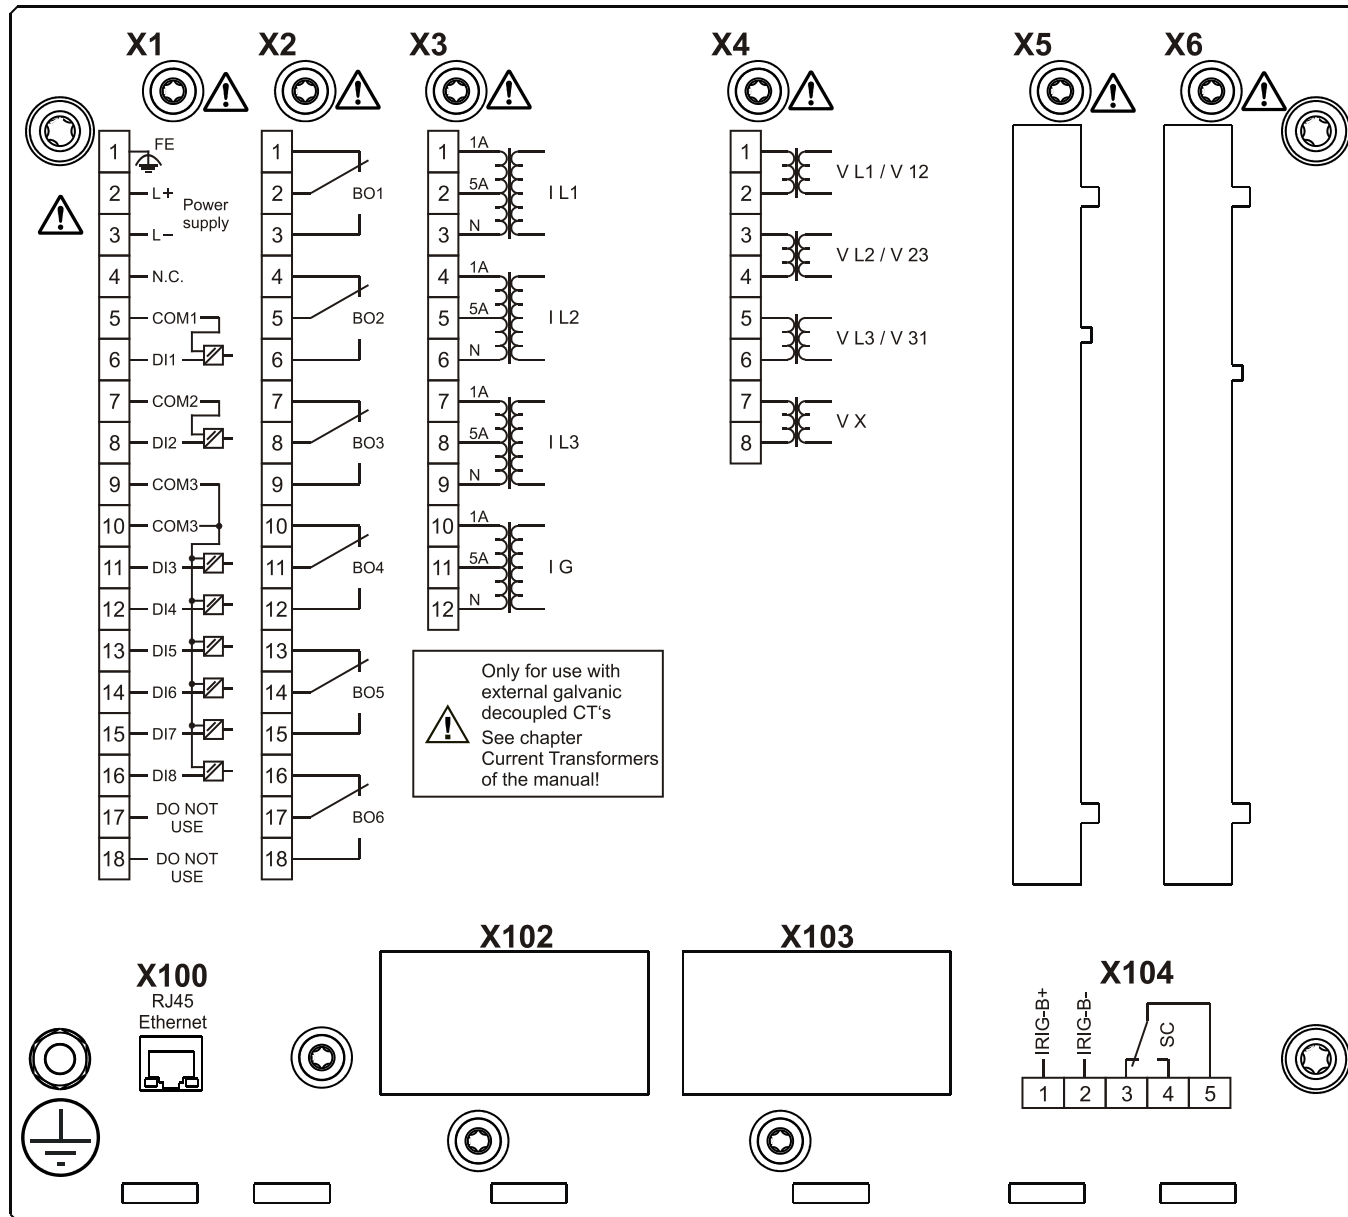 X1
X2
X3
X4
X5
X6
1 FE
2 L+
Power
supply
3 L−
4 N.C.
5 COM1
6 DI1
7 COM2
8 DI2
9 COM3
10 COM3
11 DI3
12 DI4
13 DI5
14 DI6
15 DI7
16 DI8
17 DO NOT
USE
18 DO NOT
USE
1
2 BO1
3
4
5 BO2
6
7
8 BO3
9
10
11 BO4
12
13
14 BO5
15
16
17 BO6
18
1 1A
2 5A I L1
3 N
4 1A
5 5A I L2
6 N
7 1A
8 5A I L3
9 N
10 1A
11 5A I G
12 N
Only for use with
external galvanic
decoupled CT‘s
See chapter
Current Transformers
of the manual!
1
V L1 / V 12
2
3
V L2 / V 23
4
5
V L3 / V 31
6
7
V X
8
X100
RJ45
Ethernet
X102
X103
X104
IRIG-B+
IRIG-B-
SC
1 2 3 4 5